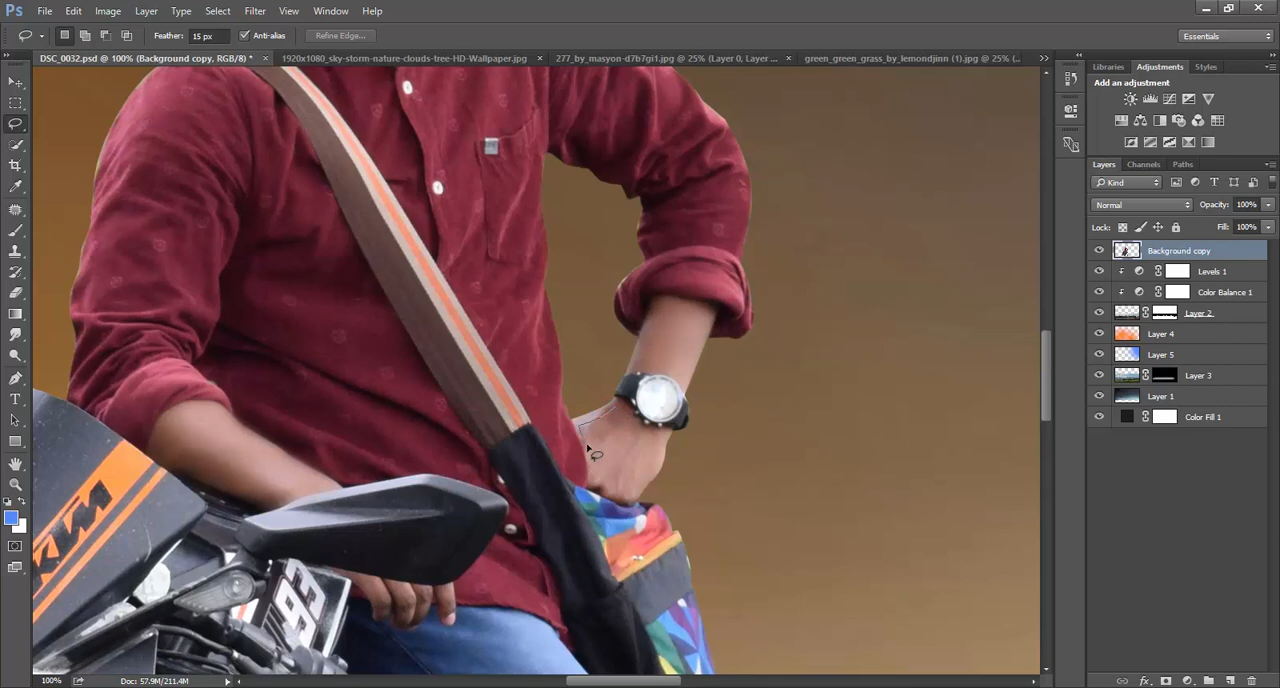 Ps File Edit Image Layer Type Select Filter View Window Help
Feather: 15 px Anti-alias Refine Edge... Essentials
DSC_0032.psd @ 100% (Background copy, RGB/8) * × 1920x1080_sky-storm-nature-clouds-tree-HD-Wallpaper.jpg × 277_by_masyon-d7b7gi1.jpg @ 25% (Layer 0, Layer ... × green_green_grass_by_lemondjinn (1).jpg @ 25% (...
Libraries Adjustments Styles
Add an adjustment
Layers Channels Paths
Kind
Normal Opacity: 100%
Lock: Fill: 100%
Background copy
Levels 1
Color Balance 1
Layer 2
Layer 4
Layer 5
Layer 3
Layer 1
Color Fill 1
KTM
93
100% Doc: 57.9M/211.4M